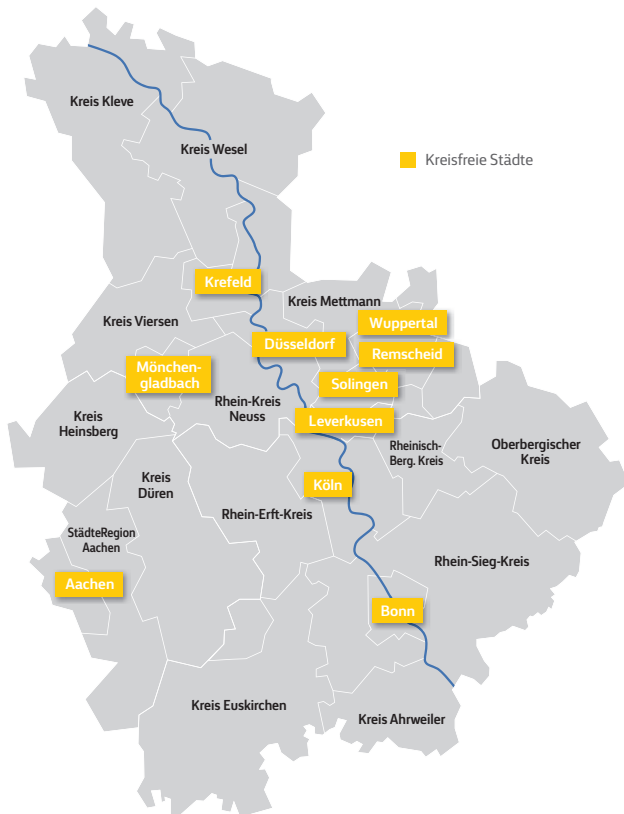 Kreis Kleve
Kreis Wesel
Kreisfreie Städte
Krefeld
Kreis Mettmann
Kreis Viersen
Wuppertal
Düsseldorf
Remscheid
Mönchen-
gladbach
Solingen
Rhein-Kreis
Neuss
Kreis
Heinsberg
Leverkusen
Rheinisch-
Berg. Kreis
Oberbergischer
Kreis
Kreis
Düren
Köln
Rhein-Erft-Kreis
StädteRegion
Aachen
Rhein-Sieg-Kreis
Aachen
Bonn
Kreis Euskirchen
Kreis Ahrweiler